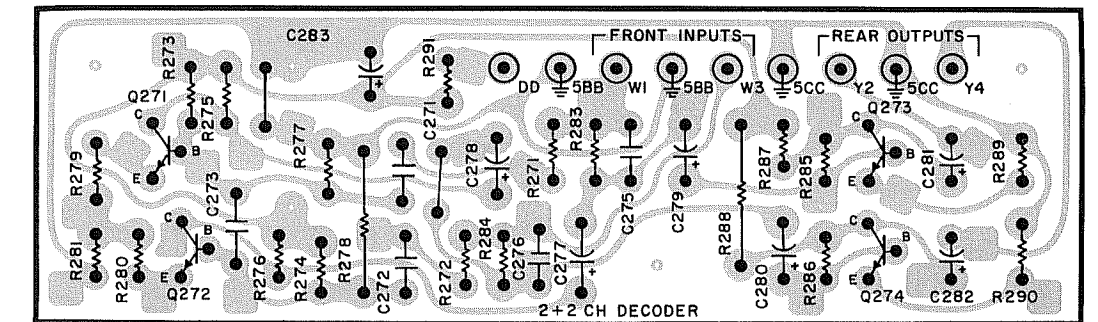 C283
FRONT INPUTS
REAR OUTPUTS
R273
R291
DD
5BB
W1
5BB
W3
5CC
Y2
5CC
Y4
Q271
R275
C271
Q273
C
B
E
R279
C273
R277
C278
R271
R283
C275
C279
R287
R285
C
B
E
C281
R289
C
B
E
R281
R280
Q272
R276
R274
R278
C272
R272
R284
C276
C277
R288
C280
R286
C
B
E
Q274
C282
R290
2+2 CH DECODER